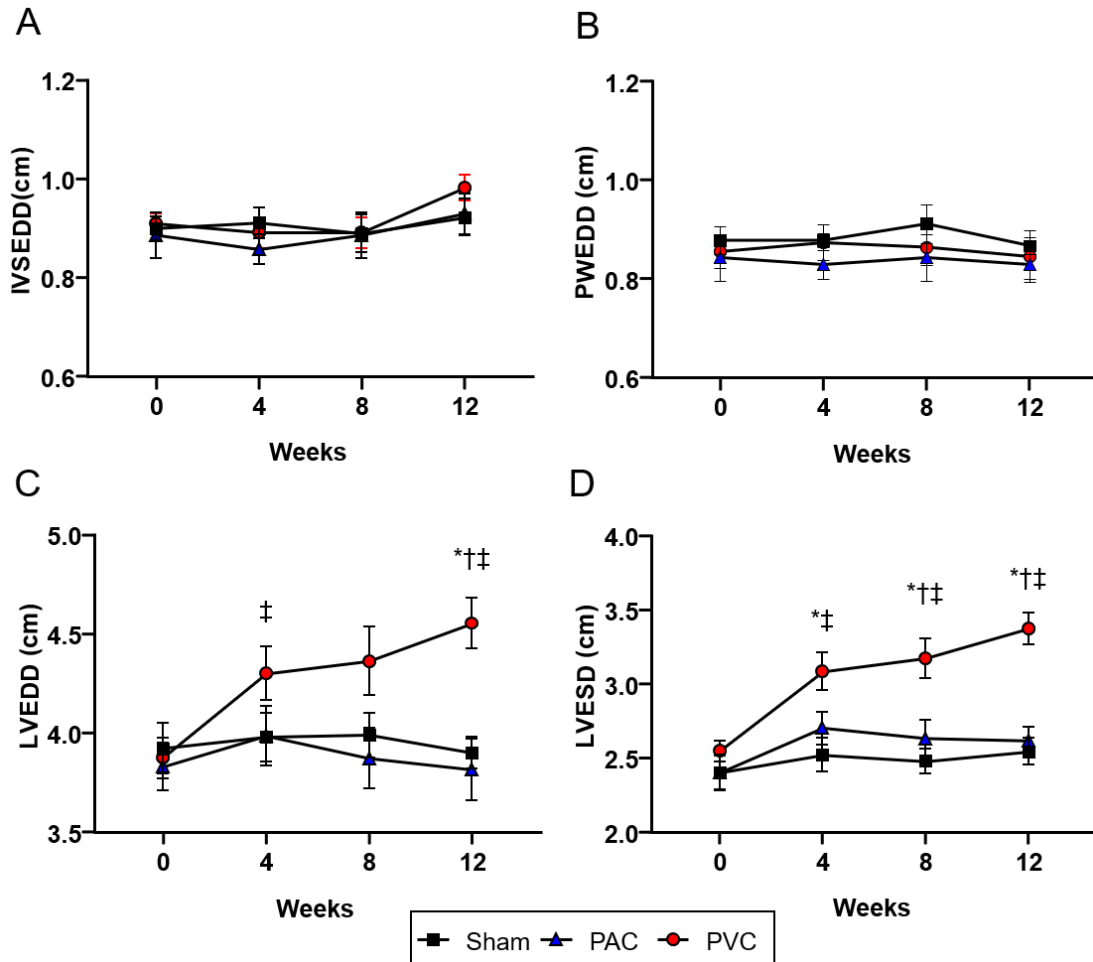 A
IVSEDD(cm)
1.2
1.0
0.8
0.6
0 4 8 12
Weeks
B
PWEDD (cm)
1.2
1.0
0.8
0.6
0 4 8 12
Weeks
C
LVEDD (cm)
5.0
4.5
4.0
3.5
‡
*†‡
0 4 8 12
Weeks
D
LVESD (cm)
4.0
3.5
3.0
2.5
2.0
*‡
*†‡
*†‡
0 4 8 12
Weeks
Sham PAC PVC